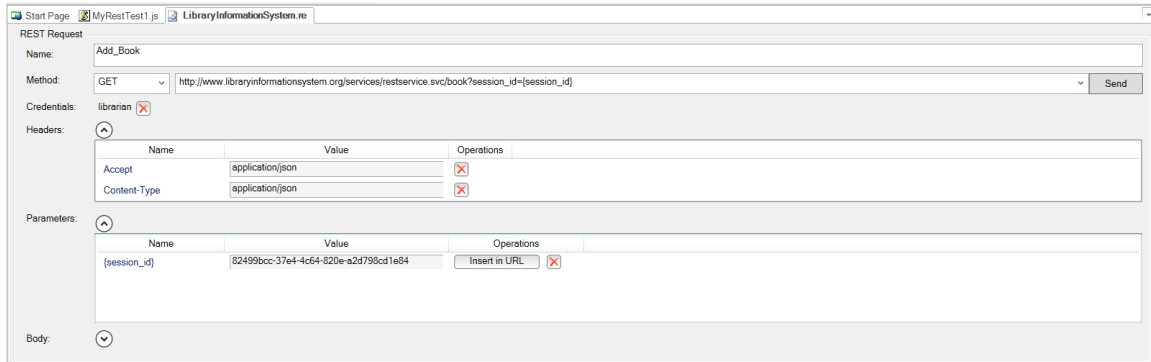 Start Page MyRestTest1.js LibraryInformationSystem.re
REST Request
Name: Add_Book
Method: GET http://www.libraryinformationsystem.org/services/restservice.svc/book?session_id={session_id} Send
Credentials: librarian
Headers:
Name Value Operations
Accept application/json
Content-Type application/json
Parameters:
Name Value Operations
{session_id} 82499bcc-37e4-4c64-820e-a2d798cd1e84 Insert in URL
Body: